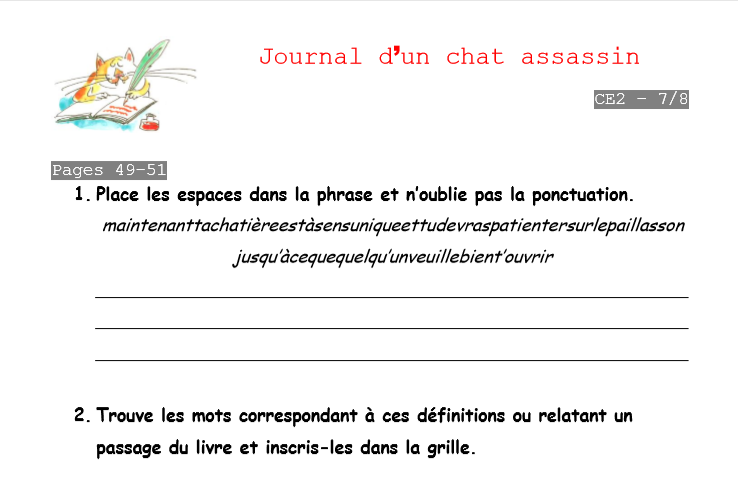 Journal d'un chat assassin
CE2 – 7/8
Pages 49-51
1. Place les espaces dans la phrase et n'oublie pas la ponctuation.
maintenanttachatièreestàsensuniqueettudevraspatientersurlepaillasson
jusqu'àcequequelqu'unveuillebient'ouvrir
2. Trouve les mots correspondant à ces définitions ou relatant un
passage du livre et inscris-les dans la grille.